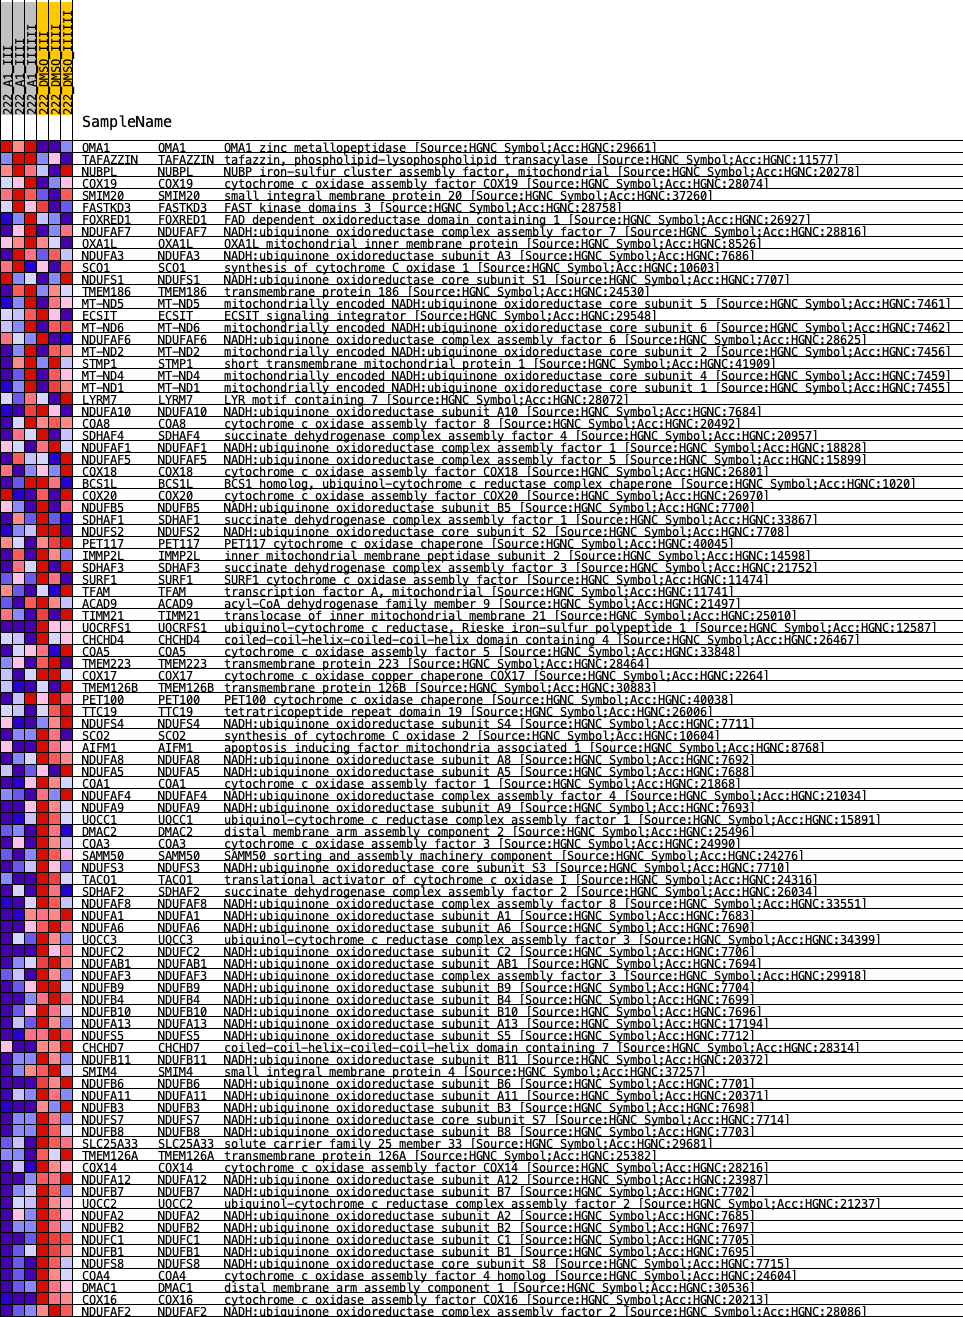 222_A1_III
222_A1_IIII
222_A1_IIIIII
222_DMSO_III
222_DMSO_IIII
222_DMSO_IIIIII
SampleName
OMA1 OMA1 OMA1 zinc metallopeptidase [Source:HGNC Symbol;Acc:HGNC:29661]
TAFAZZIN TAFAZZIN tafazzin, phospholipid-lysophospholipid transacylase [Source:HGNC Symbol;Acc:HGNC:11577]
NUBPL NUBPL NUBP iron-sulfur cluster assembly factor, mitochondrial [Source:HGNC Symbol;Acc:HGNC:20278]
COX19 COX19 cytochrome c oxidase assembly factor COX19 [Source:HGNC Symbol;Acc:HGNC:28074]
SMIM20 SMIM20 small integral membrane protein 20 [Source:HGNC Symbol;Acc:HGNC:37260]
FASTKD3 FASTKD3 FAST kinase domains 3 [Source:HGNC Symbol;Acc:HGNC:28758]
FOXRED1 FOXRED1 FAD dependent oxidoreductase domain containing 1 [Source:HGNC Symbol;Acc:HGNC:26927]
NDUFAF7 NDUFAF7 NADH:ubiquinone oxidoreductase complex assembly factor 7 [Source:HGNC Symbol;Acc:HGNC:28816]
OXA1L OXA1L OXA1L mitochondrial inner membrane protein [Source:HGNC Symbol;Acc:HGNC:8526]
NDUFA3 NDUFA3 NADH:ubiquinone oxidoreductase subunit A3 [Source:HGNC Symbol;Acc:HGNC:7686]
SCO1 SCO1 synthesis of cytochrome C oxidase 1 [Source:HGNC Symbol;Acc:HGNC:10603]
NDUFS1 NDUFS1 NADH:ubiquinone oxidoreductase core subunit S1 [Source:HGNC Symbol;Acc:HGNC:7707]
TMEM186 TMEM186 transmembrane protein 186 [Source:HGNC Symbol;Acc:HGNC:24530]
MT-ND5 MT-ND5 mitochondrially encoded NADH:ubiquinone oxidoreductase core subunit 5 [Source:HGNC Symbol;Acc:HGNC:7461]
ECSIT ECSIT ECSIT signaling integrator [Source:HGNC Symbol;Acc:HGNC:29548]
MT-ND6 MT-ND6 mitochondrially encoded NADH:ubiquinone oxidoreductase core subunit 6 [Source:HGNC Symbol;Acc:HGNC:7462]
NDUFAF6 NDUFAF6 NADH:ubiquinone oxidoreductase complex assembly factor 6 [Source:HGNC Symbol;Acc:HGNC:28625]
MT-ND2 MT-ND2 mitochondrially encoded NADH:ubiquinone oxidoreductase core subunit 2 [Source:HGNC Symbol;Acc:HGNC:7456]
STMP1 STMP1 short transmembrane mitochondrial protein 1 [Source:HGNC Symbol;Acc:HGNC:41909]
MT-ND4 MT-ND4 mitochondrially encoded NADH:ubiquinone oxidoreductase core subunit 4 [Source:HGNC Symbol;Acc:HGNC:7459]
MT-ND1 MT-ND1 mitochondrially encoded NADH:ubiquinone oxidoreductase core subunit 1 [Source:HGNC Symbol;Acc:HGNC:7455]
LYRM7 LYRM7 LYR motif containing 7 [Source:HGNC Symbol;Acc:HGNC:28072]
NDUFA10 NDUFA10 NADH:ubiquinone oxidoreductase subunit A10 [Source:HGNC Symbol;Acc:HGNC:7684]
COA8 COA8 cytochrome c oxidase assembly factor 8 [Source:HGNC Symbol;Acc:HGNC:20492]
SDHAF4 SDHAF4 succinate dehydrogenase complex assembly factor 4 [Source:HGNC Symbol;Acc:HGNC:20957]
NDUFAF1 NDUFAF1 NADH:ubiquinone oxidoreductase complex assembly factor 1 [Source:HGNC Symbol;Acc:HGNC:18828]
NDUFAF5 NDUFAF5 NADH:ubiquinone oxidoreductase complex assembly factor 5 [Source:HGNC Symbol;Acc:HGNC:15899]
COX18 COX18 cytochrome c oxidase assembly factor COX18 [Source:HGNC Symbol;Acc:HGNC:26801]
BCS1L BCS1L BCS1 homolog, ubiquinol-cytochrome c reductase complex chaperone [Source:HGNC Symbol;Acc:HGNC:1020]
COX20 COX20 cytochrome c oxidase assembly factor COX20 [Source:HGNC Symbol;Acc:HGNC:26970]
NDUFB5 NDUFB5 NADH:ubiquinone oxidoreductase subunit B5 [Source:HGNC Symbol;Acc:HGNC:7700]
SDHAF1 SDHAF1 succinate dehydrogenase complex assembly factor 1 [Source:HGNC Symbol;Acc:HGNC:33867]
NDUFS2 NDUFS2 NADH:ubiquinone oxidoreductase core subunit S2 [Source:HGNC Symbol;Acc:HGNC:7708]
PET117 PET117 PET117 cytochrome c oxidase chaperone [Source:HGNC Symbol;Acc:HGNC:40045]
IMMP2L IMMP2L inner mitochondrial membrane peptidase subunit 2 [Source:HGNC Symbol;Acc:HGNC:14598]
SDHAF3 SDHAF3 succinate dehydrogenase complex assembly factor 3 [Source:HGNC Symbol;Acc:HGNC:21752]
SURF1 SURF1 SURF1 cytochrome c oxidase assembly factor [Source:HGNC Symbol;Acc:HGNC:11474]
TFAM TFAM transcription factor A, mitochondrial [Source:HGNC Symbol;Acc:HGNC:11741]
ACAD9 ACAD9 acyl-CoA dehydrogenase family member 9 [Source:HGNC Symbol;Acc:HGNC:21497]
TIMM21 TIMM21 translocase of inner mitochondrial membrane 21 [Source:HGNC Symbol;Acc:HGNC:25010]
UQCRFS1 UQCRFS1 ubiquinol-cytochrome c reductase, Rieske iron-sulfur polypeptide 1 [Source:HGNC Symbol;Acc:HGNC:12587]
CHCHD4 CHCHD4 coiled-coil-helix-coiled-coil-helix domain containing 4 [Source:HGNC Symbol;Acc:HGNC:26467]
COA5 COA5 cytochrome c oxidase assembly factor 5 [Source:HGNC Symbol;Acc:HGNC:33848]
TMEM223 TMEM223 transmembrane protein 223 [Source:HGNC Symbol;Acc:HGNC:28464]
COX17 COX17 cytochrome c oxidase copper chaperone COX17 [Source:HGNC Symbol;Acc:HGNC:2264]
TMEM126B TMEM126B transmembrane protein 126B [Source:HGNC Symbol;Acc:HGNC:30883]
PET100 PET100 PET100 cytochrome c oxidase chaperone [Source:HGNC Symbol;Acc:HGNC:40038]
TTC19 TTC19 tetratricopeptide repeat domain 19 [Source:HGNC Symbol;Acc:HGNC:26006]
NDUFS4 NDUFS4 NADH:ubiquinone oxidoreductase subunit S4 [Source:HGNC Symbol;Acc:HGNC:7711]
SCO2 SCO2 synthesis of cytochrome C oxidase 2 [Source:HGNC Symbol;Acc:HGNC:10604]
AIFM1 AIFM1 apoptosis inducing factor mitochondria associated 1 [Source:HGNC Symbol;Acc:HGNC:8768]
NDUFA8 NDUFA8 NADH:ubiquinone oxidoreductase subunit A8 [Source:HGNC Symbol;Acc:HGNC:7692]
NDUFA5 NDUFA5 NADH:ubiquinone oxidoreductase subunit A5 [Source:HGNC Symbol;Acc:HGNC:7688]
COA1 COA1 cytochrome c oxidase assembly factor 1 [Source:HGNC Symbol;Acc:HGNC:21868]
NDUFAF4 NDUFAF4 NADH:ubiquinone oxidoreductase complex assembly factor 4 [Source:HGNC Symbol;Acc:HGNC:21034]
NDUFA9 NDUFA9 NADH:ubiquinone oxidoreductase subunit A9 [Source:HGNC Symbol;Acc:HGNC:7693]
UQCC1 UQCC1 ubiquinol-cytochrome c reductase complex assembly factor 1 [Source:HGNC Symbol;Acc:HGNC:15891]
DMAC2 DMAC2 distal membrane arm assembly component 2 [Source:HGNC Symbol;Acc:HGNC:25496]
COA3 COA3 cytochrome c oxidase assembly factor 3 [Source:HGNC Symbol;Acc:HGNC:24990]
SAMM50 SAMM50 SAMM50 sorting and assembly machinery component [Source:HGNC Symbol;Acc:HGNC:24276]
NDUFS3 NDUFS3 NADH:ubiquinone oxidoreductase core subunit S3 [Source:HGNC Symbol;Acc:HGNC:7710]
TACO1 TACO1 translational activator of cytochrome c oxidase I [Source:HGNC Symbol;Acc:HGNC:24316]
SDHAF2 SDHAF2 succinate dehydrogenase complex assembly factor 2 [Source:HGNC Symbol;Acc:HGNC:26034]
NDUFAF8 NDUFAF8 NADH:ubiquinone oxidoreductase complex assembly factor 8 [Source:HGNC Symbol;Acc:HGNC:33551]
NDUFA1 NDUFA1 NADH:ubiquinone oxidoreductase subunit A1 [Source:HGNC Symbol;Acc:HGNC:7683]
NDUFA6 NDUFA6 NADH:ubiquinone oxidoreductase subunit A6 [Source:HGNC Symbol;Acc:HGNC:7690]
UQCC3 UQCC3 ubiquinol-cytochrome c reductase complex assembly factor 3 [Source:HGNC Symbol;Acc:HGNC:34399]
NDUFC2 NDUFC2 NADH:ubiquinone oxidoreductase subunit C2 [Source:HGNC Symbol;Acc:HGNC:7706]
NDUFAB1 NDUFAB1 NADH:ubiquinone oxidoreductase subunit AB1 [Source:HGNC Symbol;Acc:HGNC:7694]
NDUFAF3 NDUFAF3 NADH:ubiquinone oxidoreductase complex assembly factor 3 [Source:HGNC Symbol;Acc:HGNC:29918]
NDUFB9 NDUFB9 NADH:ubiquinone oxidoreductase subunit B9 [Source:HGNC Symbol;Acc:HGNC:7704]
NDUFB4 NDUFB4 NADH:ubiquinone oxidoreductase subunit B4 [Source:HGNC Symbol;Acc:HGNC:7699]
NDUFB10 NDUFB10 NADH:ubiquinone oxidoreductase subunit B10 [Source:HGNC Symbol;Acc:HGNC:7696]
NDUFA13 NDUFA13 NADH:ubiquinone oxidoreductase subunit A13 [Source:HGNC Symbol;Acc:HGNC:17194]
NDUFS5 NDUFS5 NADH:ubiquinone oxidoreductase subunit S5 [Source:HGNC Symbol;Acc:HGNC:7712]
CHCHD7 CHCHD7 coiled-coil-helix-coiled-coil-helix domain containing 7 [Source:HGNC Symbol;Acc:HGNC:28314]
NDUFB11 NDUFB11 NADH:ubiquinone oxidoreductase subunit B11 [Source:HGNC Symbol;Acc:HGNC:20372]
SMIM4 SMIM4 small integral membrane protein 4 [Source:HGNC Symbol;Acc:HGNC:37257]
NDUFB6 NDUFB6 NADH:ubiquinone oxidoreductase subunit B6 [Source:HGNC Symbol;Acc:HGNC:7701]
NDUFA11 NDUFA11 NADH:ubiquinone oxidoreductase subunit A11 [Source:HGNC Symbol;Acc:HGNC:20371]
NDUFB3 NDUFB3 NADH:ubiquinone oxidoreductase subunit B3 [Source:HGNC Symbol;Acc:HGNC:7698]
NDUFS7 NDUFS7 NADH:ubiquinone oxidoreductase core subunit S7 [Source:HGNC Symbol;Acc:HGNC:7714]
NDUFB8 NDUFB8 NADH:ubiquinone oxidoreductase subunit B8 [Source:HGNC Symbol;Acc:HGNC:7703]
SLC25A33 SLC25A33 solute carrier family 25 member 33 [Source:HGNC Symbol;Acc:HGNC:29681]
TMEM126A TMEM126A transmembrane protein 126A [Source:HGNC Symbol;Acc:HGNC:25382]
COX14 COX14 cytochrome c oxidase assembly factor COX14 [Source:HGNC Symbol;Acc:HGNC:28216]
NDUFA12 NDUFA12 NADH:ubiquinone oxidoreductase subunit A12 [Source:HGNC Symbol;Acc:HGNC:23987]
NDUFB7 NDUFB7 NADH:ubiquinone oxidoreductase subunit B7 [Source:HGNC Symbol;Acc:HGNC:7702]
UQCC2 UQCC2 ubiquinol-cytochrome c reductase complex assembly factor 2 [Source:HGNC Symbol;Acc:HGNC:21237]
NDUFA2 NDUFA2 NADH:ubiquinone oxidoreductase subunit A2 [Source:HGNC Symbol;Acc:HGNC:7685]
NDUFB2 NDUFB2 NADH:ubiquinone oxidoreductase subunit B2 [Source:HGNC Symbol;Acc:HGNC:7697]
NDUFC1 NDUFC1 NADH:ubiquinone oxidoreductase subunit C1 [Source:HGNC Symbol;Acc:HGNC:7705]
NDUFB1 NDUFB1 NADH:ubiquinone oxidoreductase subunit B1 [Source:HGNC Symbol;Acc:HGNC:7695]
NDUFS8 NDUFS8 NADH:ubiquinone oxidoreductase core subunit S8 [Source:HGNC Symbol;Acc:HGNC:7715]
COA4 COA4 cytochrome c oxidase assembly factor 4 homolog [Source:HGNC Symbol;Acc:HGNC:24604]
DMAC1 DMAC1 distal membrane arm assembly component 1 [Source:HGNC Symbol;Acc:HGNC:30536]
COX16 COX16 cytochrome c oxidase assembly factor COX16 [Source:HGNC Symbol;Acc:HGNC:20213]
NDUFAF2 NDUFAF2 NADH:ubiquinone oxidoreductase complex assembly factor 2 [Source:HGNC Symbol;Acc:HGNC:28086]